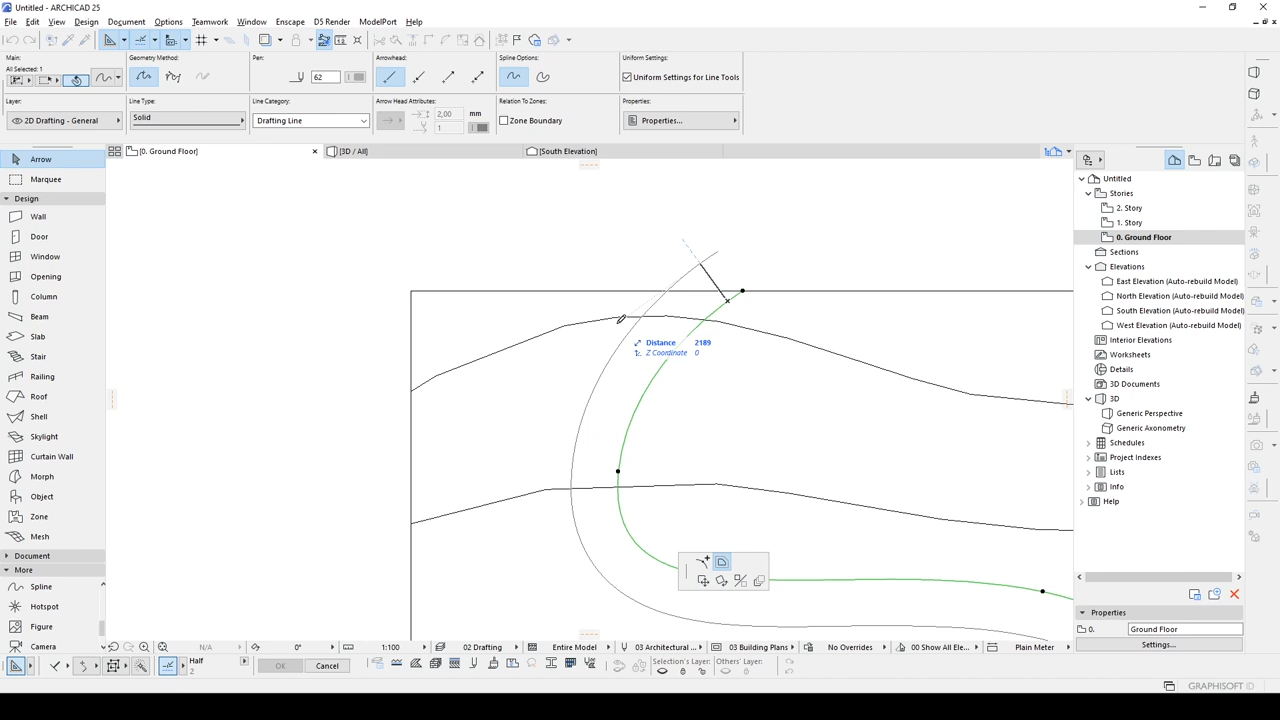 Untitled - ARCHICAD 25
File Edit View Design Document Options Teamwork Window Enscape D5 Render ModelPort Help
Main: Geometry Method: Pen: Arrowhead: Spline Options: Uniform Settings:
All Selected: 1
62
Uniform Settings for Line Tools
Layer: Line Type: Line Category: Arrow Head Attributes: Relation To Zones: Properties:
2D Drafting - General Solid Drafting Line 2,00 mm Zone Boundary Properties...
1
[0. Ground Floor] [3D / All] [South Elevation]
Arrow
Marquee
Design
Wall
Door
Window
Opening
Column
Beam
Slab
Stair
Railing
Roof
Shell
Skylight
Curtain Wall
Morph
Object
Zone
Mesh
Document
More
Spline
Hotspot
Figure
Camera
Distance 2189
Z Coordinate 0
Untitled
Stories
2. Story
1. Story
0. Ground Floor
Sections
Elevations
East Elevation (Auto-rebuild Model)
North Elevation (Auto-rebuild Model)
South Elevation (Auto-rebuild Model)
West Elevation (Auto-rebuild Model)
Interior Elevations
Worksheets
Details
3D Documents
3D
Generic Perspective
Generic Axonometry
Schedules
Project Indexes
Lists
Info
Help
Properties
0. Ground Floor
Settings...
N/A 0° 1:100 02 Drafting Entire Model 03 Architectural ... 03 Building Plans No Overrides 00 Show All Ele... Plain Meter
Half
2
OK Cancel
Selection's Layer: Others' Layer:
GRAPHISOFT